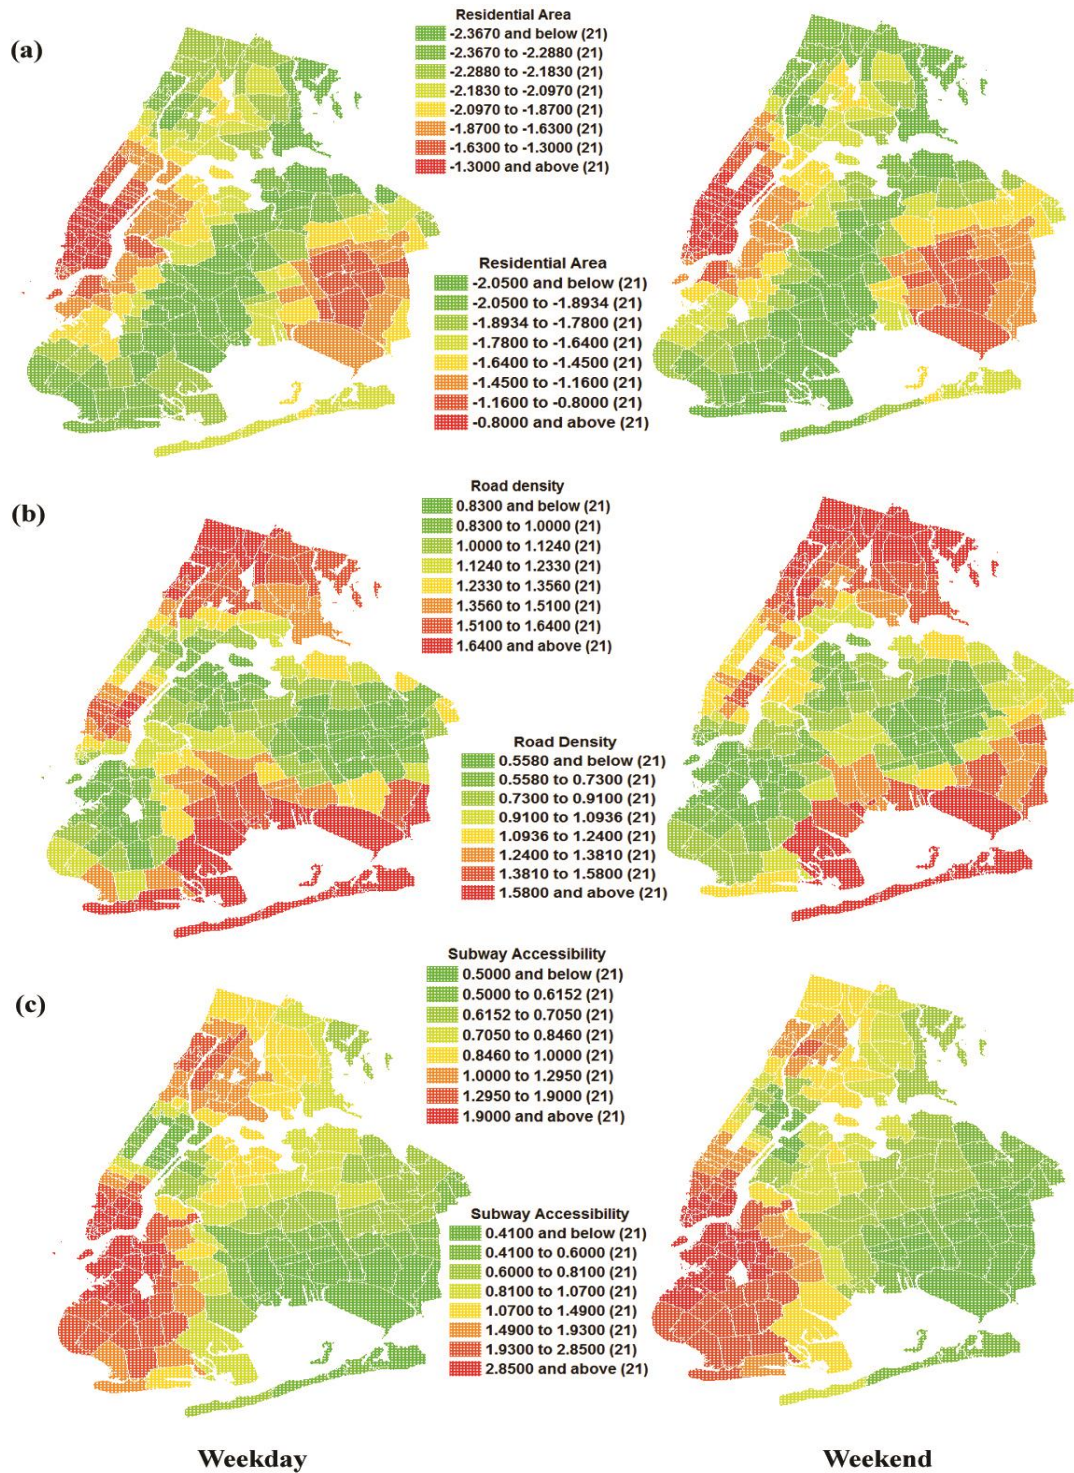 (a)
Residential Area
-2.3670 and below (21)
-2.3670 to -2.2880 (21)
-2.2880 to -2.1830 (21)
-2.1830 to -2.0970 (21)
-2.0970 to -1.8700 (21)
-1.8700 to -1.6300 (21)
-1.6300 to -1.3000 (21)
-1.3000 and above (21)
Residential Area
-2.0500 and below (21)
-2.0500 to -1.8934 (21)
-1.8934 to -1.7800 (21)
-1.7800 to -1.6400 (21)
-1.6400 to -1.4500 (21)
-1.4500 to -1.1600 (21)
-1.1600 to -0.8000 (21)
-0.8000 and above (21)
(b)
Road density
0.8300 and below (21)
0.8300 to 1.0000 (21)
1.0000 to 1.1240 (21)
1.1240 to 1.2330 (21)
1.2330 to 1.3560 (21)
1.3560 to 1.5100 (21)
1.5100 to 1.6400 (21)
1.6400 and above (21)
Road Density
0.5580 and below (21)
0.5580 to 0.7300 (21)
0.7300 to 0.9100 (21)
0.9100 to 1.0936 (21)
1.0936 to 1.2400 (21)
1.2400 to 1.3810 (21)
1.3810 to 1.5800 (21)
1.5800 and above (21)
(c)
Subway Accessibility
0.5000 and below (21)
0.5000 to 0.6152 (21)
0.6152 to 0.7050 (21)
0.7050 to 0.8460 (21)
0.8460 to 1.0000 (21)
1.0000 to 1.2950 (21)
1.2950 to 1.9000 (21)
1.9000 and above (21)
Subway Accessibility
0.4100 and below (21)
0.4100 to 0.6000 (21)
0.6000 to 0.8100 (21)
0.8100 to 1.0700 (21)
1.0700 to 1.4900 (21)
1.4900 to 1.9300 (21)
1.9300 to 2.8500 (21)
2.8500 and above (21)
Weekday
Weekend